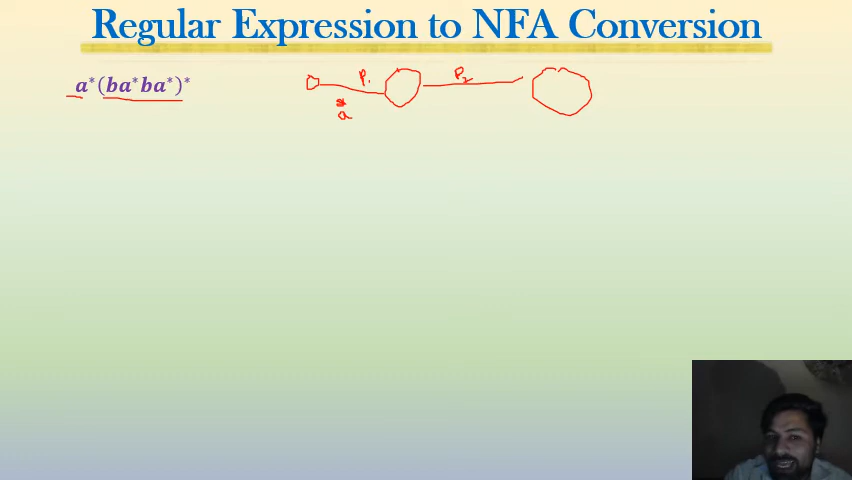 Regular Expression to NFA Conversion
a*(ba*ba*)*
P₁
P₂
*
a